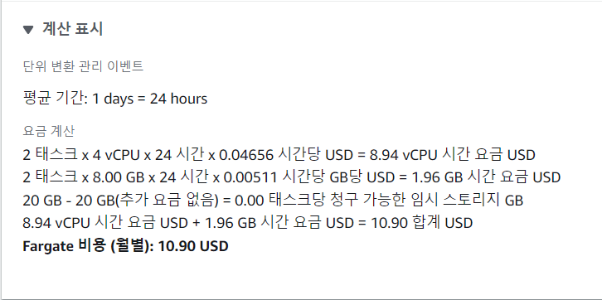 ▼ 계산 표시
단위 변환 관리 이벤트
평균 기간: 1 days = 24 hours
요금 계산
2 태스크 x 4 vCPU x 24 시간 x 0.04656 시간당 USD = 8.94 vCPU 시간 요금 USD
2 태스크 x 8.00 GB x 24 시간 x 0.00511 시간당 GB당 USD = 1.96 GB 시간 요금 USD
20 GB - 20 GB(추가 요금 없음) = 0.00 태스크당 청구 가능한 임시 스토리지 GB
8.94 vCPU 시간 요금 USD + 1.96 GB 시간 요금 USD = 10.90 합계 USD
Fargate 비용 (월별): 10.90 USD